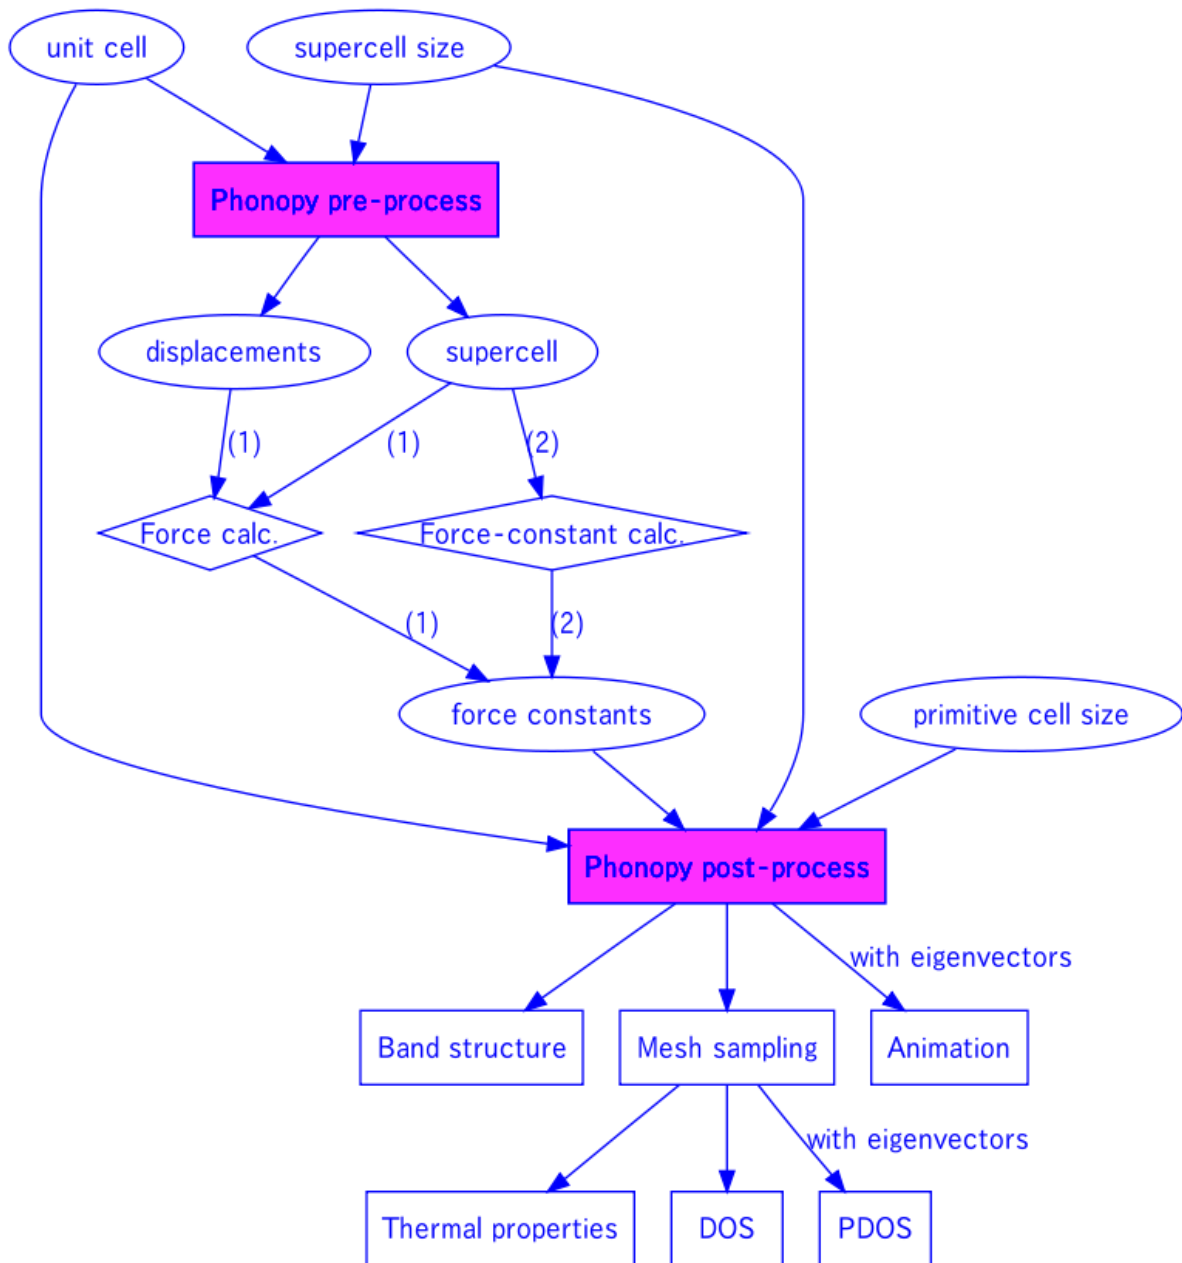 unit cell
supercell size
Phonopy pre-process
displacements
supercell
(1)
(1)
(2)
Force calc.
Force-constant calc.
(1)
(2)
force constants
primitive cell size
Phonopy post-process
with eigenvectors
Band structure
Mesh sampling
Animation
with eigenvectors
Thermal properties
DOS
PDOS